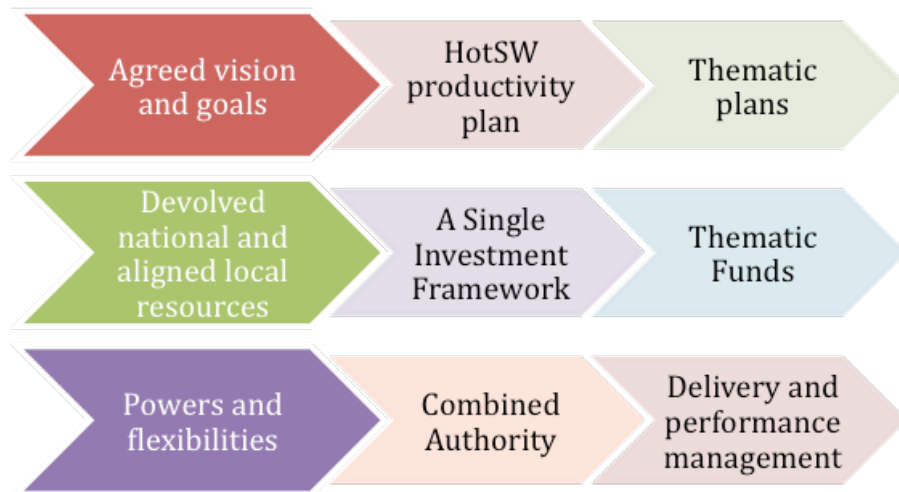 Agreed vision
and goals
HotSW
productivity
plan
Thematic
plans
Devolved
national and
aligned local
resources
A Single
Investment
Framework
Thematic
Funds
Powers and
flexibilities
Combined
Authority
Delivery and
performance
management